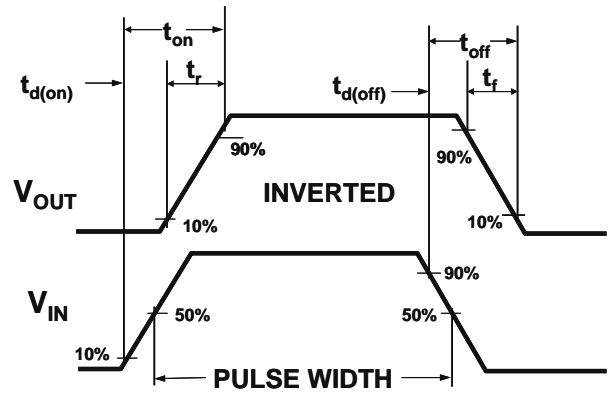 t_on
t_off
t_d(on)
t_r
t_d(off)
t_f
90%
90%
V_OUT
INVERTED
10%
10%
90%
V_IN
50%
50%
10%
PULSE WIDTH